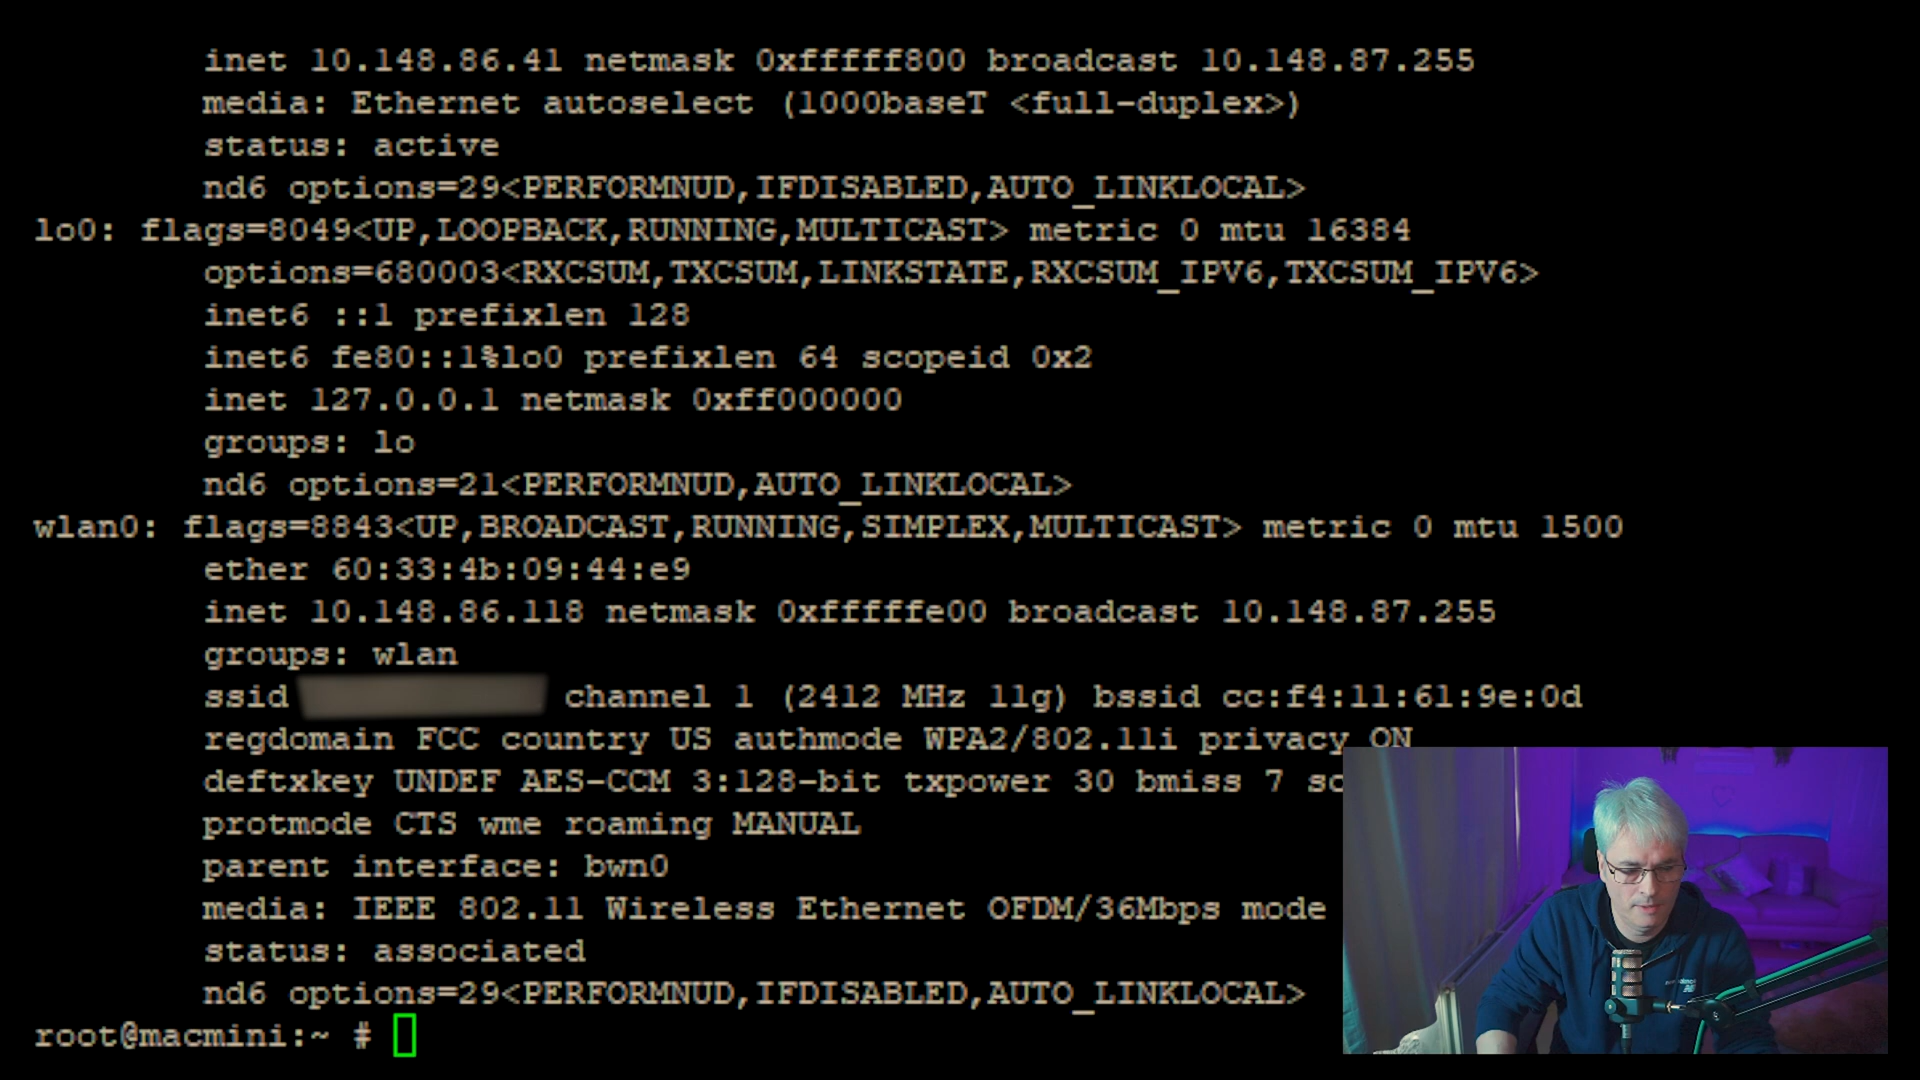 inet 10.148.86.41 netmask 0xfffff800 broadcast 10.148.87.255
media: Ethernet autoselect (1000baseT <full-duplex>)
status: active
nd6 options=29<PERFORMNUD,IFDISABLED,AUTO_LINKLOCAL>
lo0: flags=8049<UP,LOOPBACK,RUNNING,MULTICAST> metric 0 mtu 16384
options=680003<RXCSUM,TXCSUM,LINKSTATE,RXCSUM_IPV6,TXCSUM_IPV6>
inet6 ::1 prefixlen 128
inet6 fe80::1%lo0 prefixlen 64 scopeid 0x2
inet 127.0.0.1 netmask 0xff000000
groups: lo
nd6 options=21<PERFORMNUD,AUTO_LINKLOCAL>
wlan0: flags=8843<UP,BROADCAST,RUNNING,SIMPLEX,MULTICAST> metric 0 mtu 1500
ether 60:33:4b:09:44:e9
inet 10.148.86.118 netmask 0xfffffe00 broadcast 10.148.87.255
groups: wlan
ssid channel 1 (2412 MHz 11g) bssid cc:f4:11:61:9e:0d
regdomain FCC country US authmode WPA2/802.11i privacy ON
deftxkey UNDEF AES-CCM 3:128-bit txpower 30 bmiss 7 sc
protmode CTS wme roaming MANUAL
parent interface: bwn0
media: IEEE 802.11 Wireless Ethernet OFDM/36Mbps mode
status: associated
nd6 options=29<PERFORMNUD,IFDISABLED,AUTO_LINKLOCAL>
root@macmini:~ #